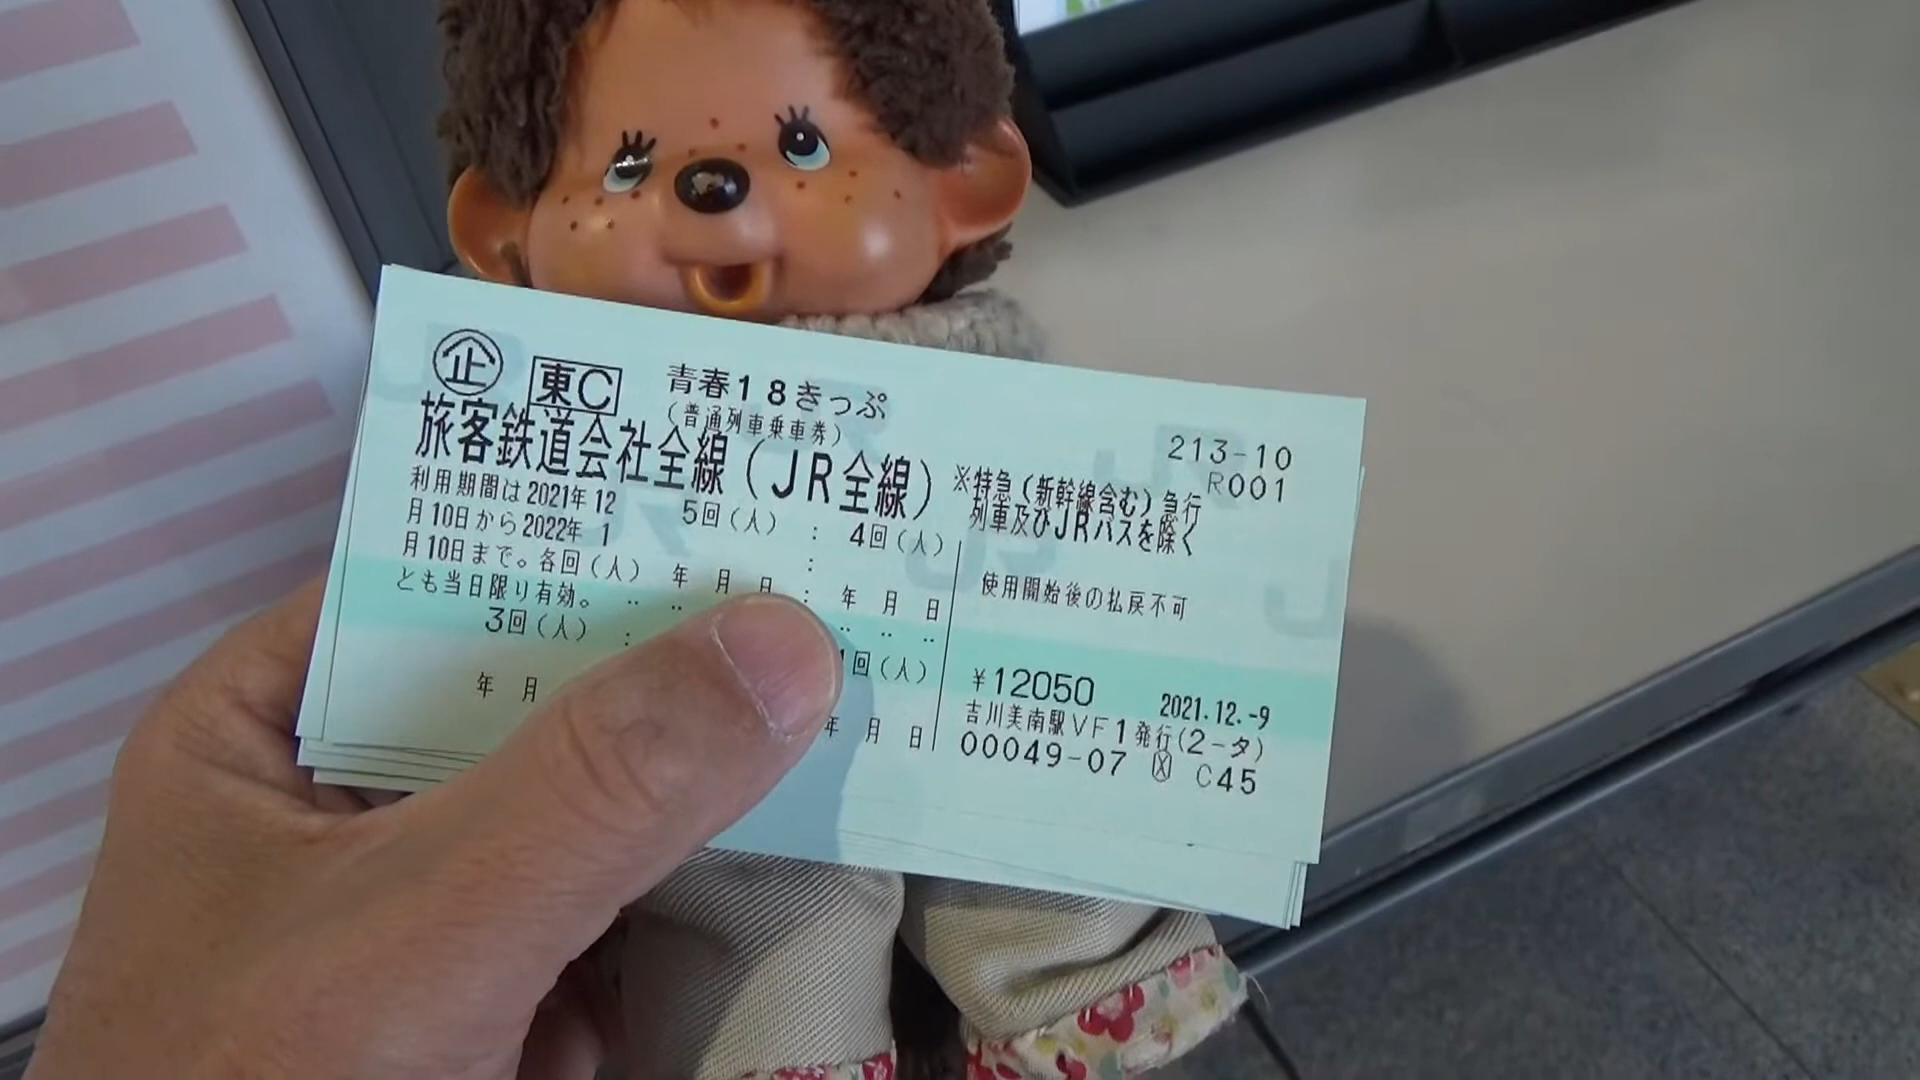 企 東C 青春18きっぷ
(普通列車乗車券)
213-10
R001
旅客鉄道会社全線(JR全線)
※特急(新幹線含む)急行
列車及びJRバスを除く
利用期間は2021年12
月10日から2022年 1
月10日まで。各回(人)
とも当日限り有効。
5回(人) : 4回(人)
年 月 日 : 年 月 日
3回(人) : 1回(人)
年 月 年 月 日
使用開始後の払戻不可
¥12050 2021.12.-9
吉川美南駅VF1発行(2-タ)
00049-07 X C45